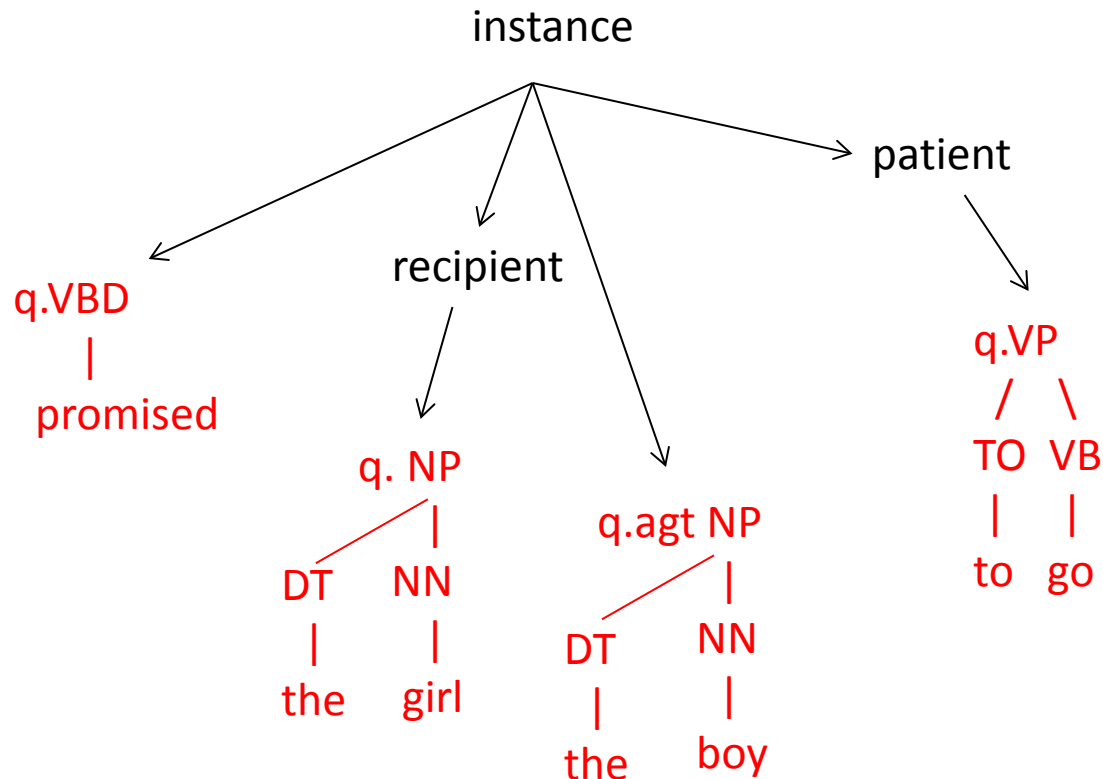 instance
patient
recipient
q.VBD
promised
q.VP
TO VB
to go
q. NP
DT NN
the girl
q.agt NP
DT NN
the boy